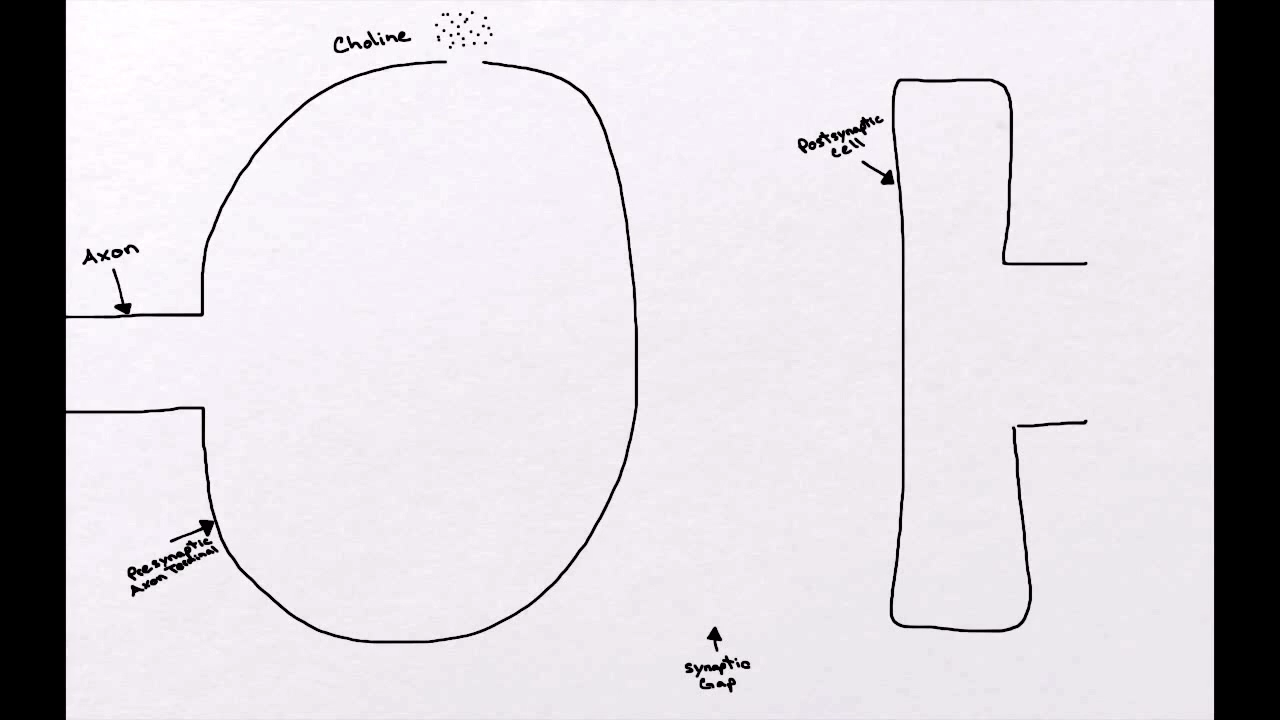 Choline
Postsynaptic
Cell
Axon
Presynaptic
Axon Terminal
Synaptic
Gap